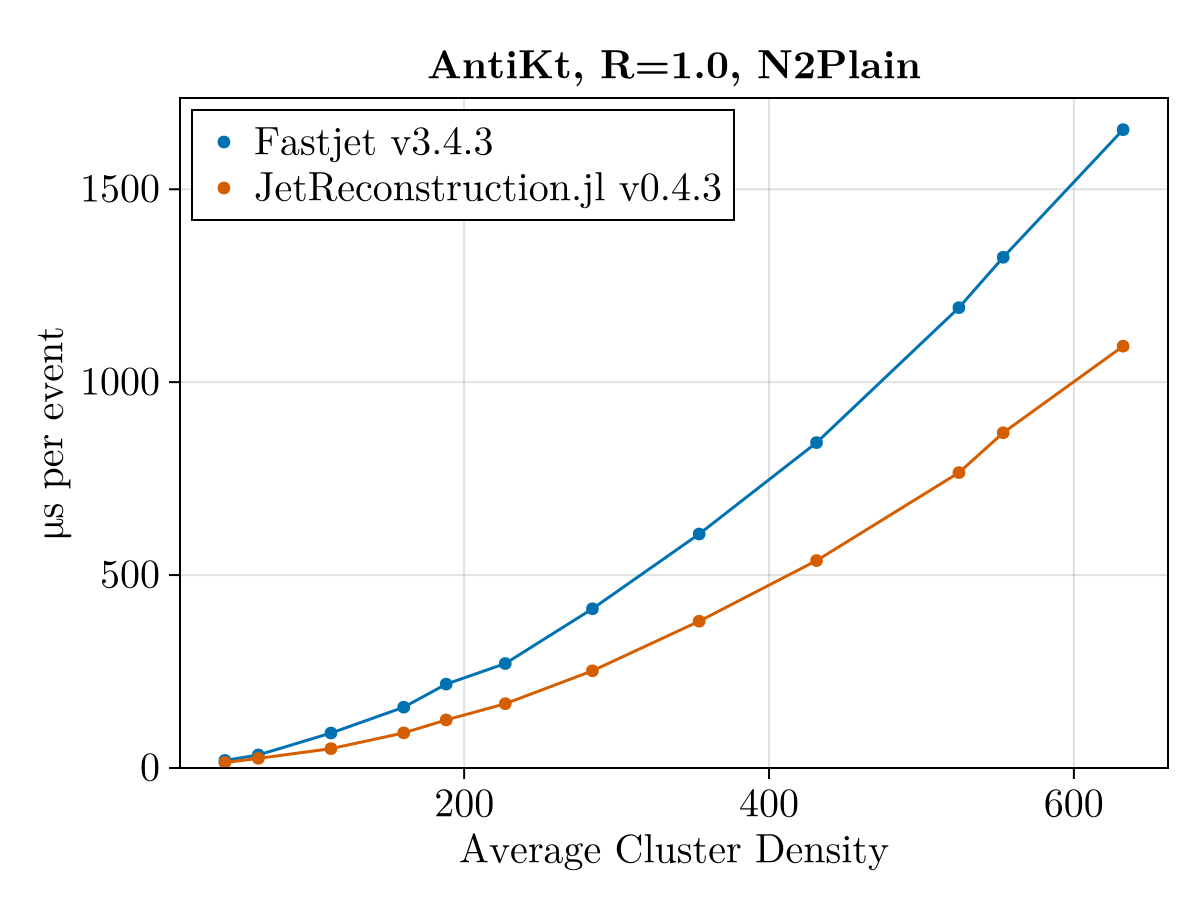 AntiKt, R=1.0, N2Plain
Fastjet v3.4.3
JetReconstruction.jl v0.4.3
1500
1000
500
0
µs per event
200 400 600
Average Cluster Density